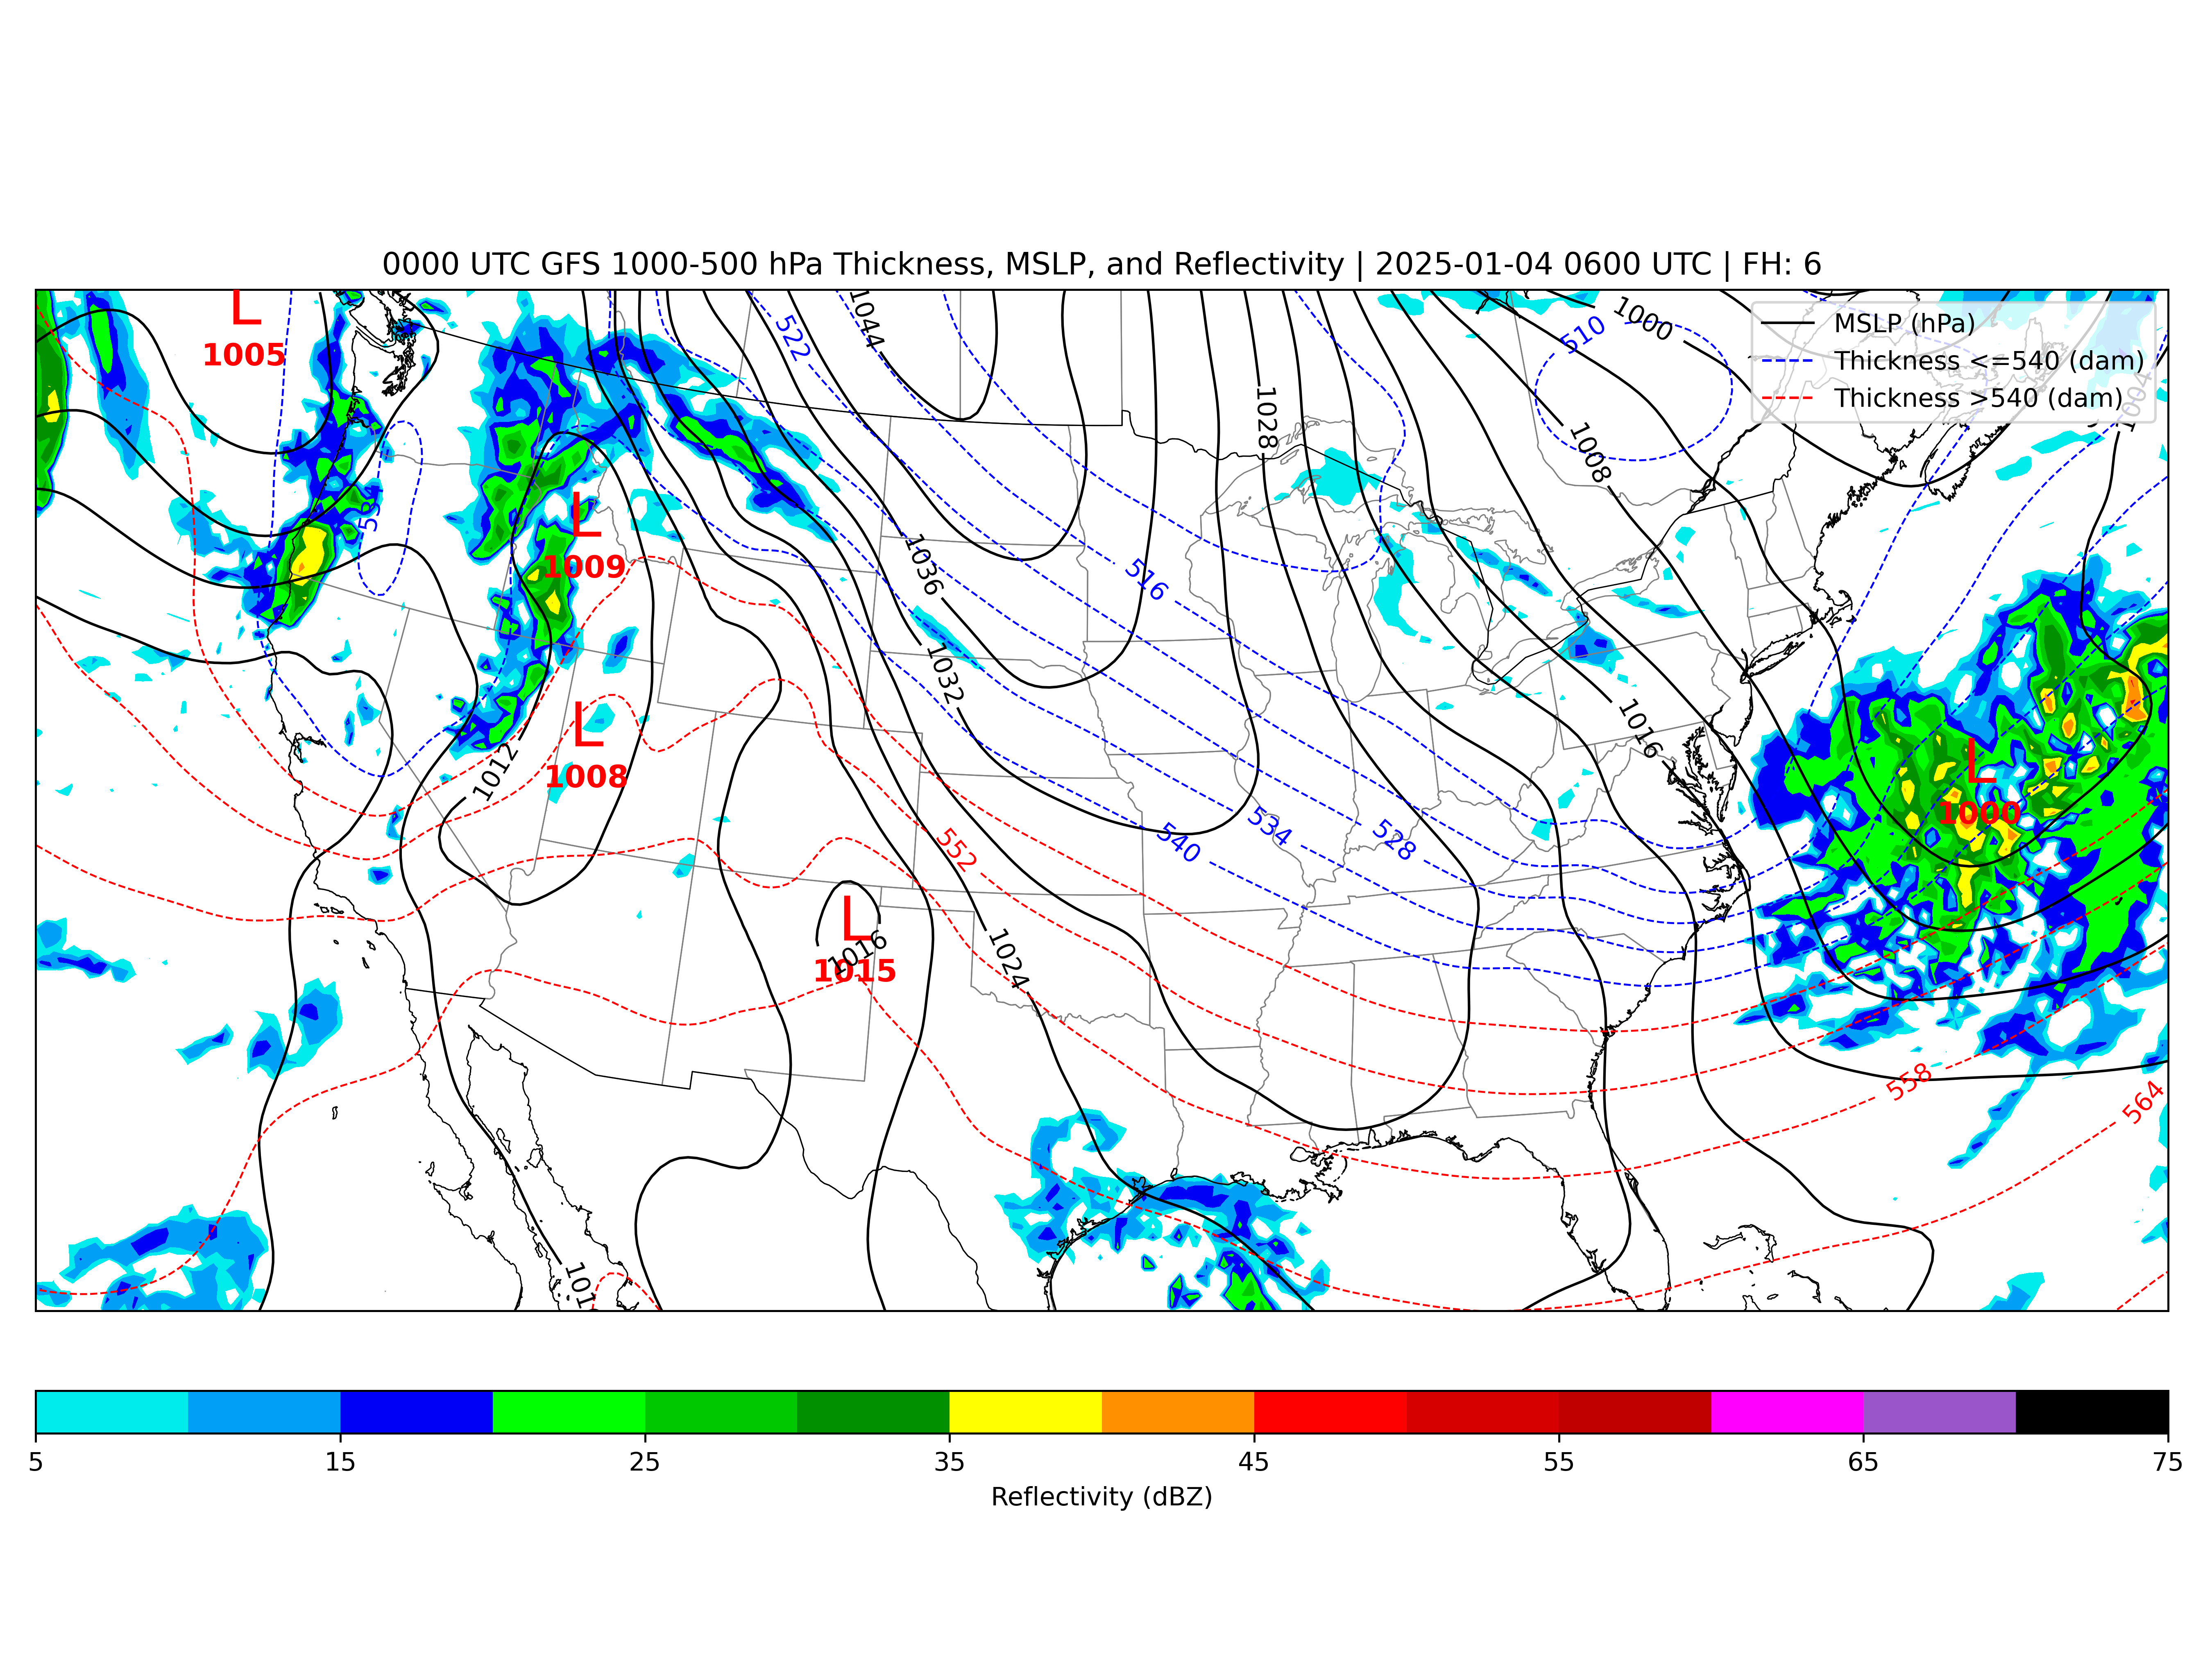 0000 UTC GFS 1000-500 hPa Thickness, MSLP, and Reflectivity | 2025-01-04 0600 UTC | FH: 6
MSLP (hPa)
Thickness <=540 (dam)
Thickness >540 (dam)
L
1005
1044
522
510
1000
1004
1028
1008
534
L
1009
1036
516
1032
L
1008
1012
1016
L
1000
552
540
534
528
L
1016
1015
1024
558
564
101
5 15 25 35 45 55 65 75
Reflectivity (dBZ)